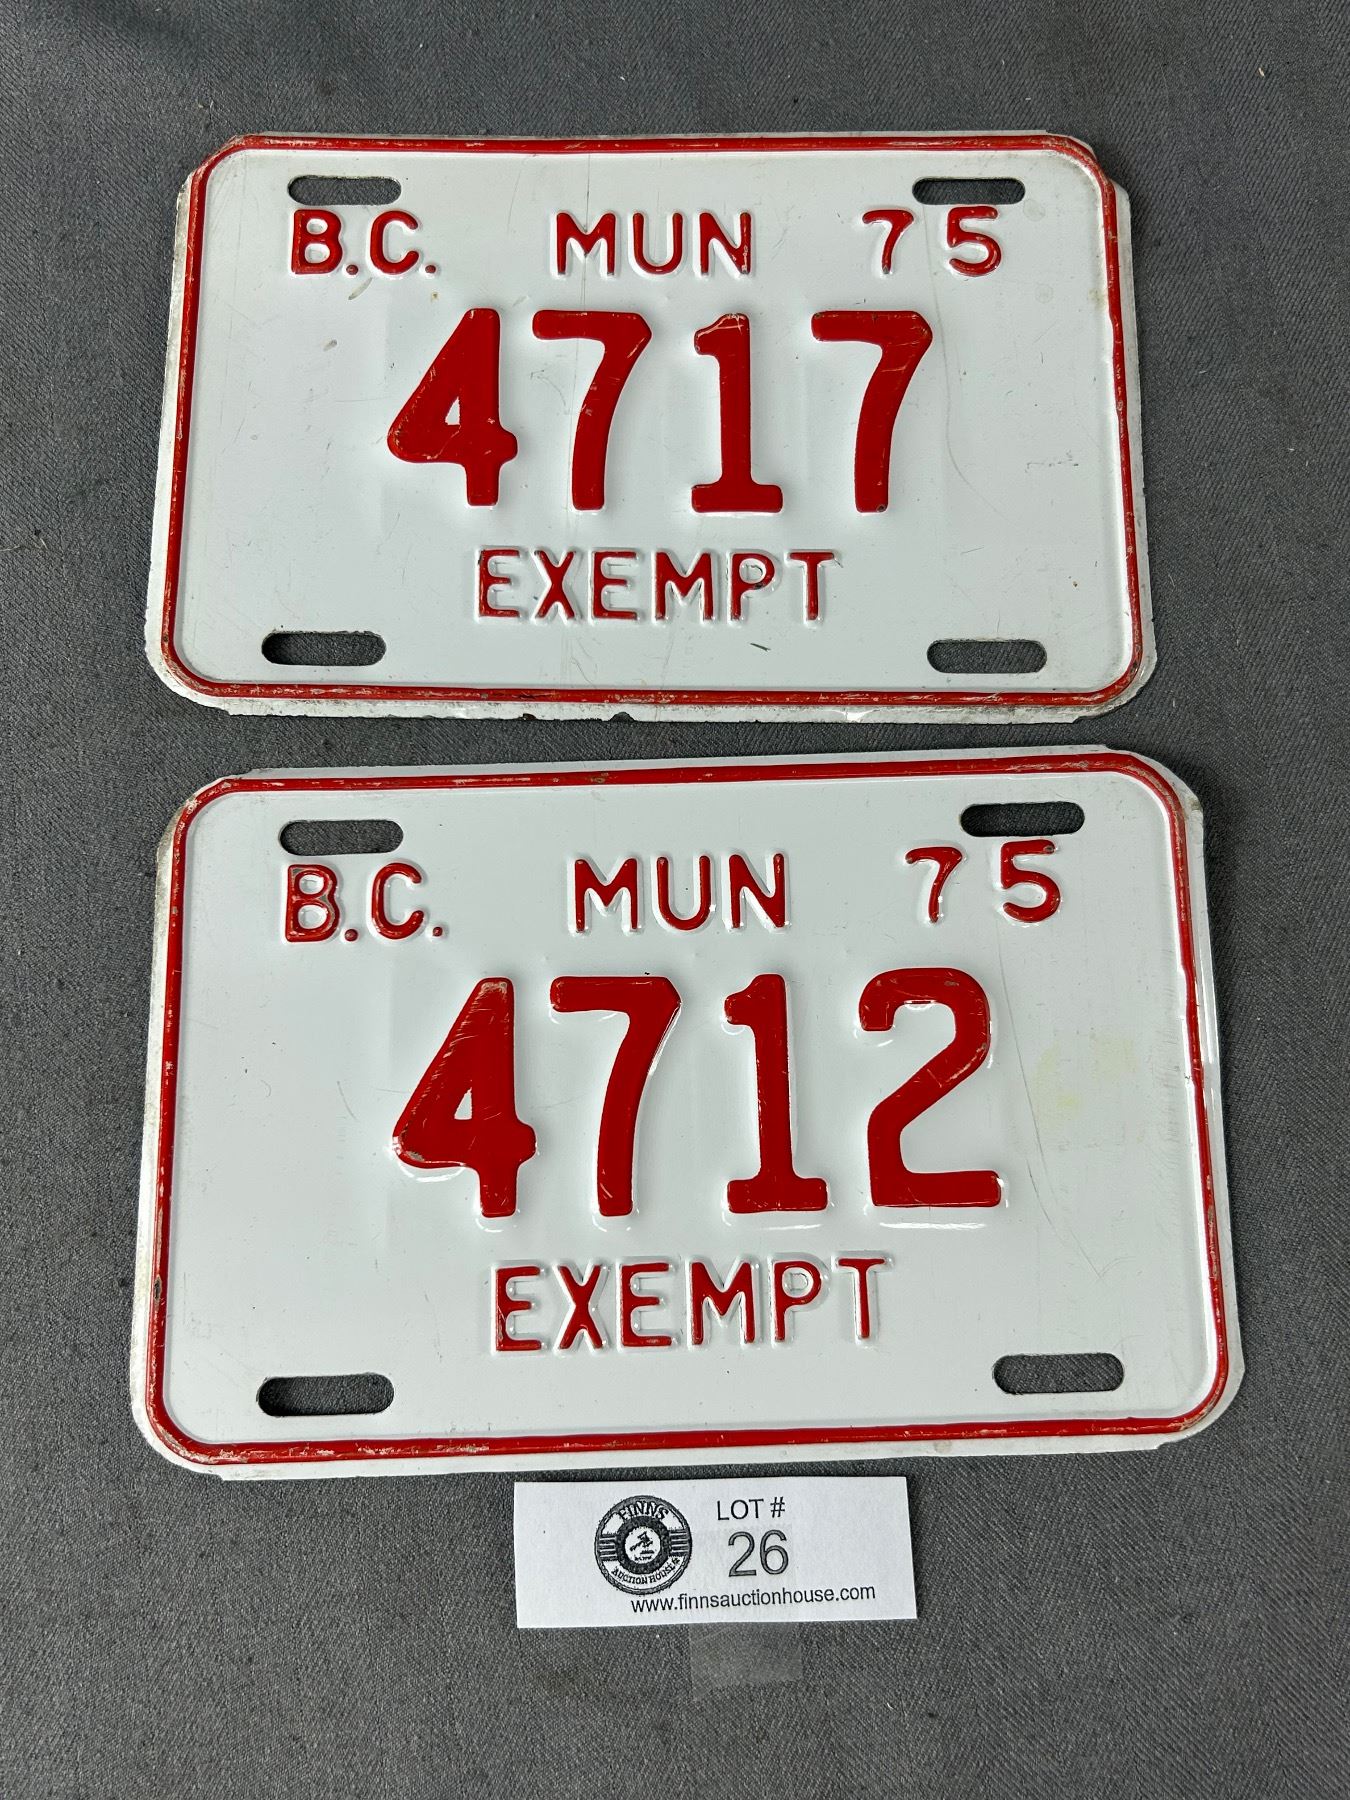 B.C. MUN 75
4717
EXEMPT
B.C. MUN 75
4712
EXEMPT
FINNS
AUCTION HOUSE
LOT #
26
www.finnsauctionhouse.com